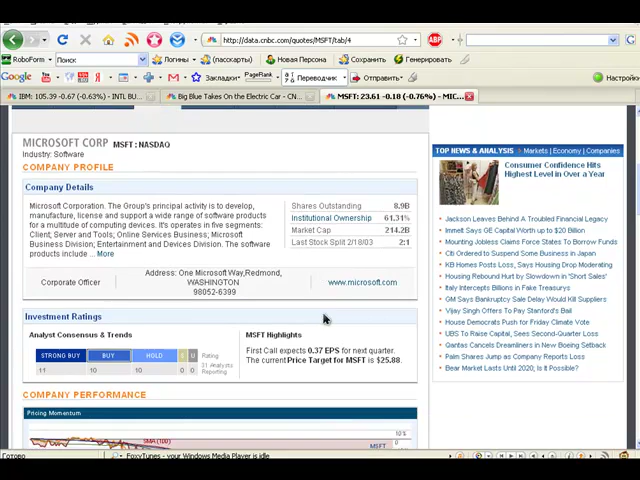 http://data.cnbc.com/quotes/MSFT/tab/4
RoboForm Поиск Логины (пасскарты) Новая Персона Сохранить Генерировать
Google Закладки PageRank Переводчик Отправить Настройки
IBM: 105.39 -0.67 (-0.63%) - INTL BU... Big Blue Takes On the Electric Car - CN... MSFT: 23.61 -0.18 (-0.76%) - MIC...
MICROSOFT CORP MSFT : NASDAQ
Industry: Software
COMPANY PROFILE
Company Details
Microsoft Corporation. The Group's principal activity is to develop,
manufacture, license and support a wide range of software products
for a multitude of computing devices. It's operates in five segments:
Client; Server and Tools; Online Services Business;
Microsoft Business Division; Entertainment and Devices Division. The software
products include ... More
Shares Outstanding 8.9B
Institutional Ownership 61.31%
Market Cap 214.2B
Last Stock Split 2/18/03 2:1
Corporate Officer
Address: One Microsoft Way,Redmond,
WASHINGTON
98052-6399
www.microsoft.com
Investment Ratings
Analyst Consensus & Trends
STRONG BUY BUY HOLD S U Rating
11 10 10 0 0 31 Analysts
Reporting
MSFT Highlights
First Call expects 0.37 EPS for next quarter.
The current Price Target for MSFT is $25.88.
COMPANY PERFORMANCE
Pricing Momentum
SMA (100)
10%
MSFT
TOP NEWS & ANALYSIS Markets | Economy | Companies
Consumer Confidence Hits
Highest Level in Over a Year
Jackson Leaves Behind A Troubled Financial Legacy
Immelt Says GE Capital Worth up to $20 Billion
Mounting Jobless Claims Force States To Borrow Funds
Citi Ordered to Suspend Some Business in Japan
KB Homes Posts Loss, Says Housing Dropping Slowing
Housing Rebound Hurt by Slowdown in 'Short Sales'
Italy Intercepts Billions in Fake Treasurys
GM Says Bankruptcy Sale Delay Would Kill Suppliers
Vijay Singh Offers To Pay Stanford's Bail
House Democrats Push for Friday Climate Vote
UBS To Raise Capital, Sees Second-Quarter Loss
Qantas Cancels Dreamliners in New Boeing Setback
Palm Shares Jump as Company Reports Loss
Bear Market Lasts Until 2020; Is It Possible?
Готово
FoxyTunes - your Windows Media Player is idle